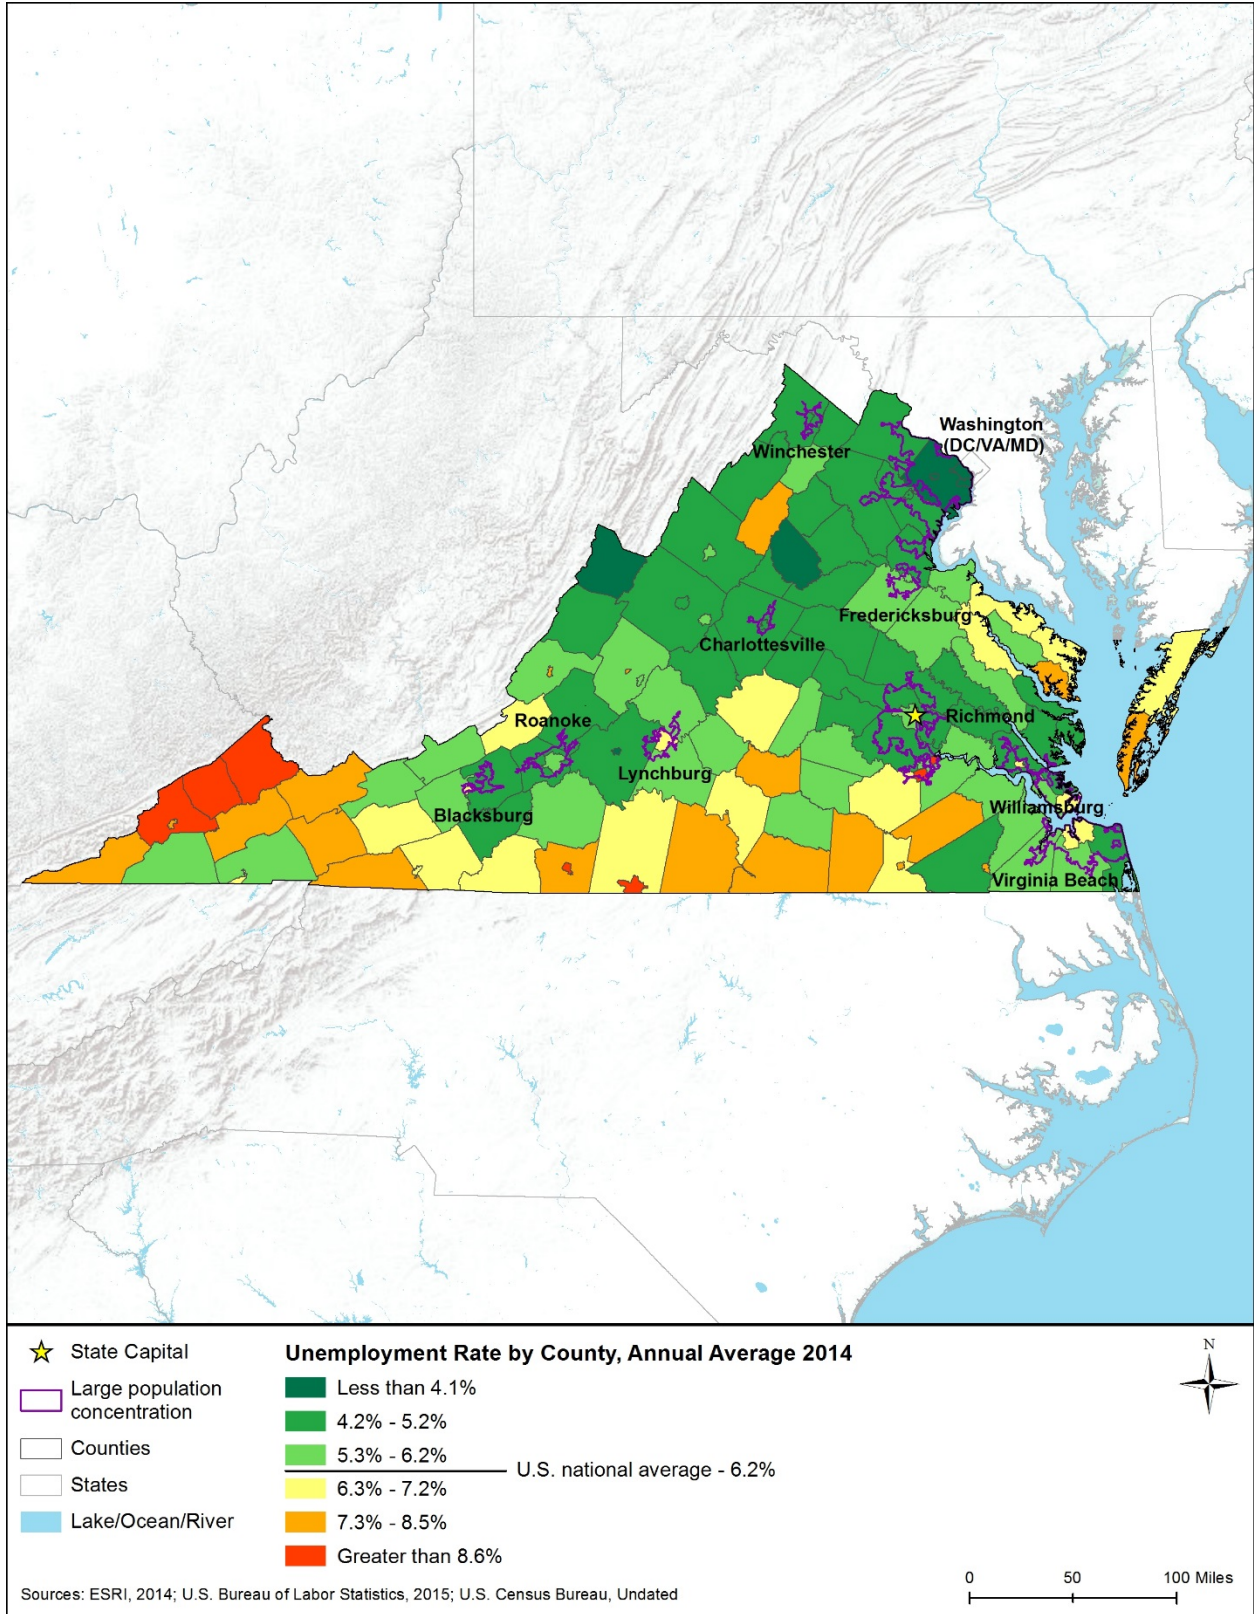 Washington
(DC/VA/MD)
Winchester
Fredericksburg
Charlottesville
Roanoke
Richmond
Lynchburg
Blacksburg
Williamsburg
Virginia Beach
State Capital
Large population
concentration
Counties
States
Lake/Ocean/River
Unemployment Rate by County, Annual Average 2014
Less than 4.1%
4.2% - 5.2%
5.3% - 6.2%
U.S. national average - 6.2%
6.3% - 7.2%
7.3% - 8.5%
Greater than 8.6%
N
0 50 100 Miles
Sources: ESRI, 2014; U.S. Bureau of Labor Statistics, 2015; U.S. Census Bureau, Undated